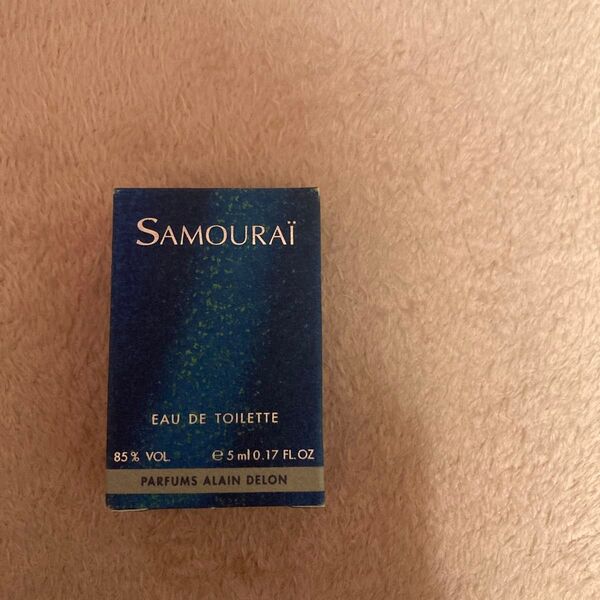 SAMOURAÏ
EAU DE TOILETTE
85% VOL. ℮ 5 ml 0.17 FL.OZ
PARFUMS ALAIN DELON